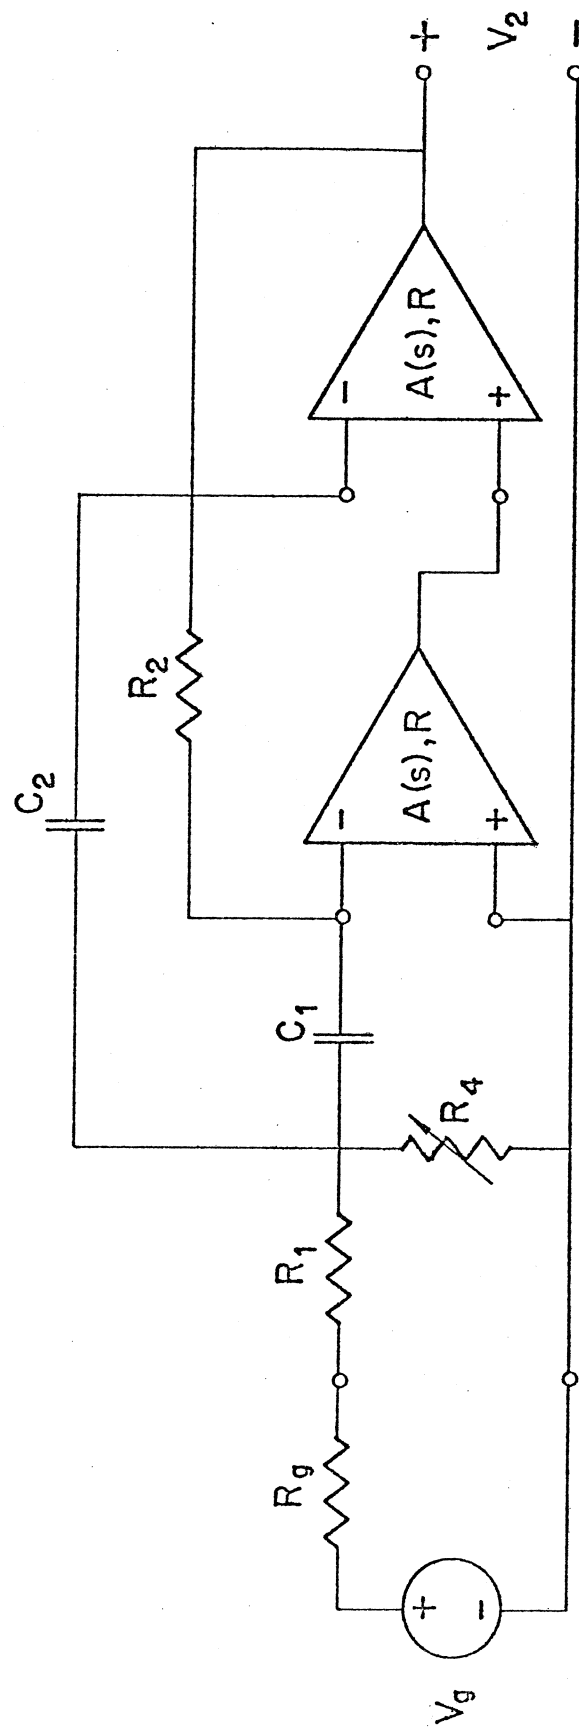 C₂
R₂
Vg
+
−
Rg
R₁
R₄
C₁
−
A(s), R
+
−
A(s), R
+
+
V₂
−